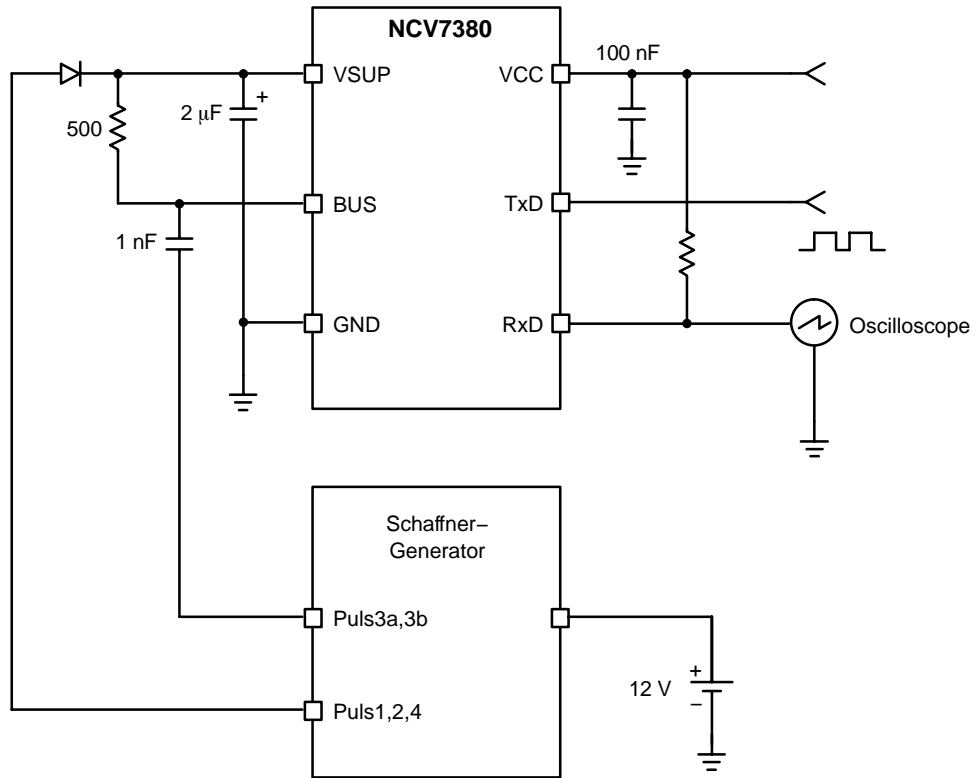 NCV7380
VSUP
VCC
100 nF
500
2 μF
+
BUS
TxD
1 nF
GND
RxD
Oscilloscope
Schaffner−
Generator
Puls3a,3b
+
12 V
−
Puls1,2,4